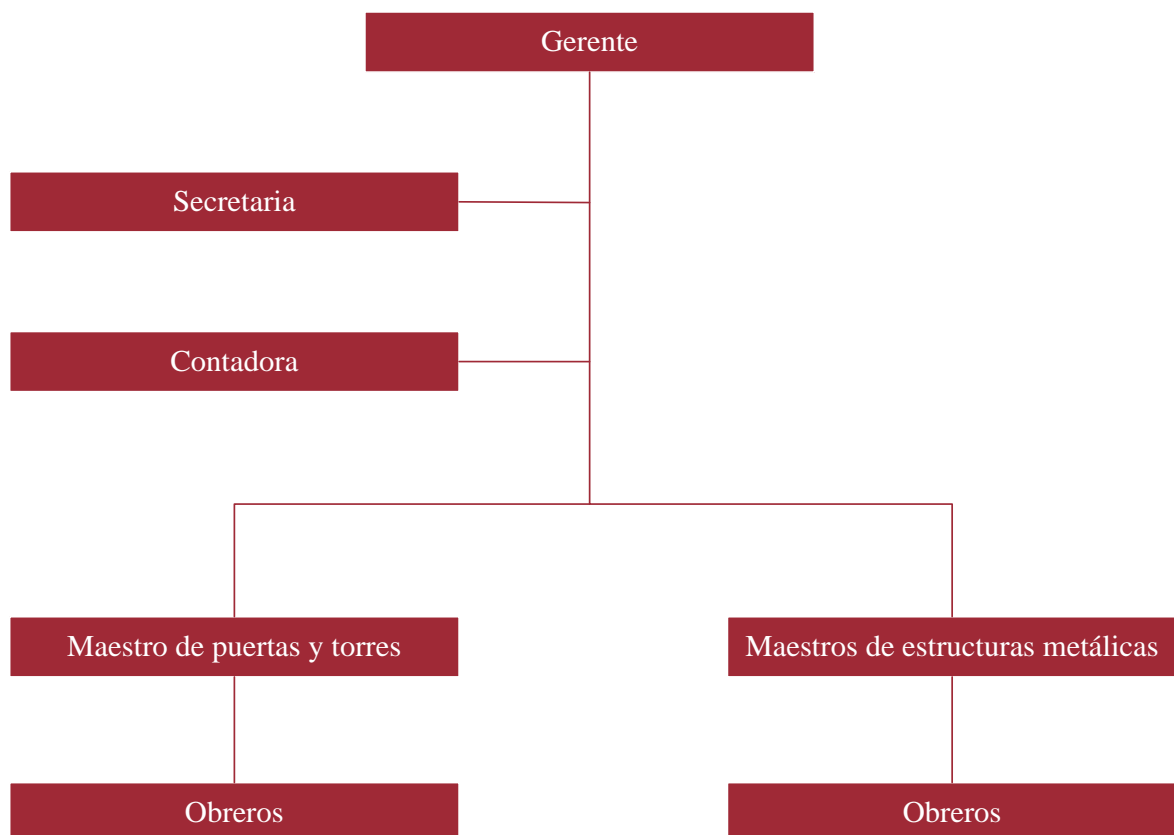 Gerente
Secretaria
Contadora
Maestro de puertas y torres
Maestros de estructuras metálicas
Obreros
Obreros